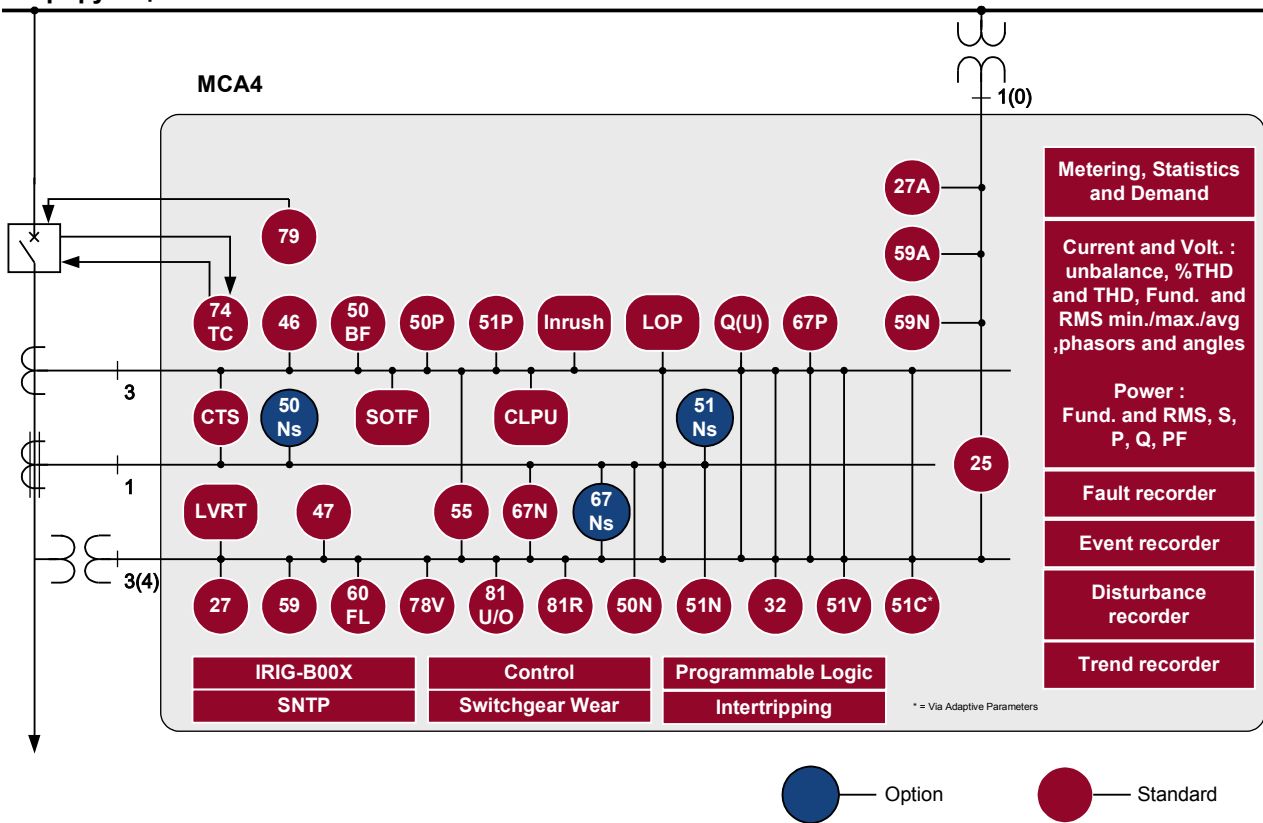 MCA4
1(0)
27A
Metering, Statistics
and Demand
79
59A
Current and Volt. :
unbalance, %THD
and THD, Fund. and
RMS min./max./avg
,phasors and angles
Power :
Fund. and RMS, S,
P, Q, PF
74
TC
46
50
BF
50P
51P
Inrush
LOP
Q(U)
67P
59N
3
CTS
50
Ns
SOTF
CLPU
51
Ns
25
1
Fault recorder
LVRT
47
55
67N
67
Ns
Event recorder
3(4)
27
59
60
FL
78V
81
U/O
81R
50N
51N
32
51V
51C*
Disturbance
recorder
Trend recorder
IRIG-B00X
Control
Programmable Logic
SNTP
Switchgear Wear
Intertripping
* = Via Adaptive Parameters
Option
Standard